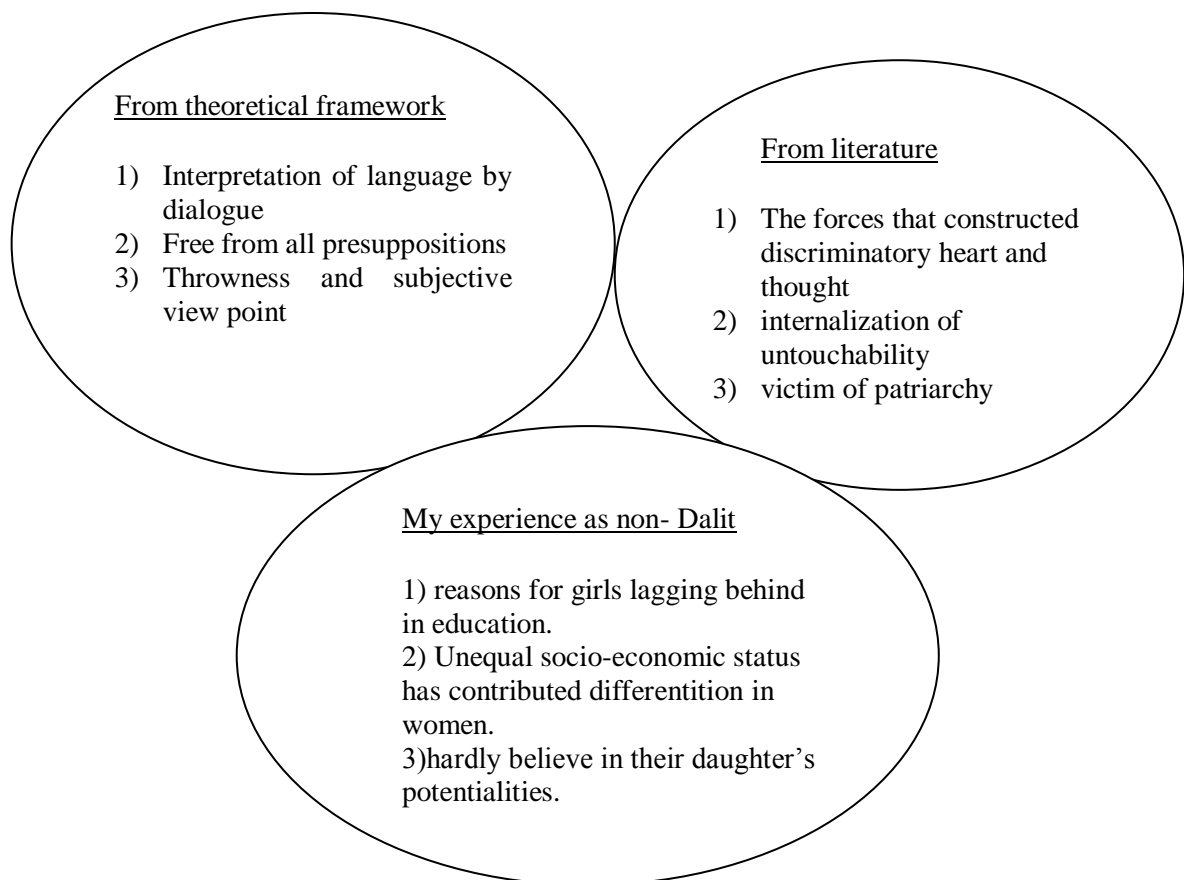 From theoretical framework
1) Interpretation of language by
dialogue
2) Free from all presuppositions
3) Throwness and subjective
view point
From literature
1) The forces that constructed
discriminatory heart and
thought
2) internalization of
untouchability
3) victim of patriarchy
My experience as non- Dalit
1) reasons for girls lagging behind
in education.
2) Unequal socio-economic status
has contributed differentition in
women.
3)hardly believe in their daughter’s
potentialities.